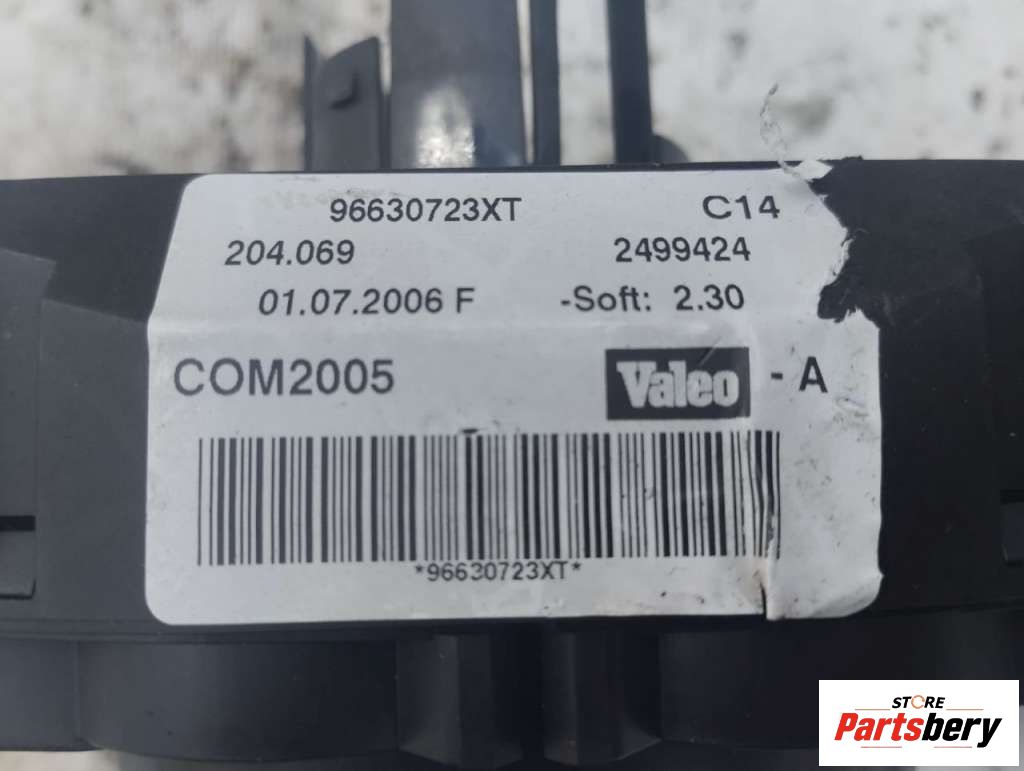 96630723XT C14
204.069 2499424
01.07.2006 F -Soft: 2.30
COM2005 Valeo - A
*96630723XT*
STORE
Partsbery